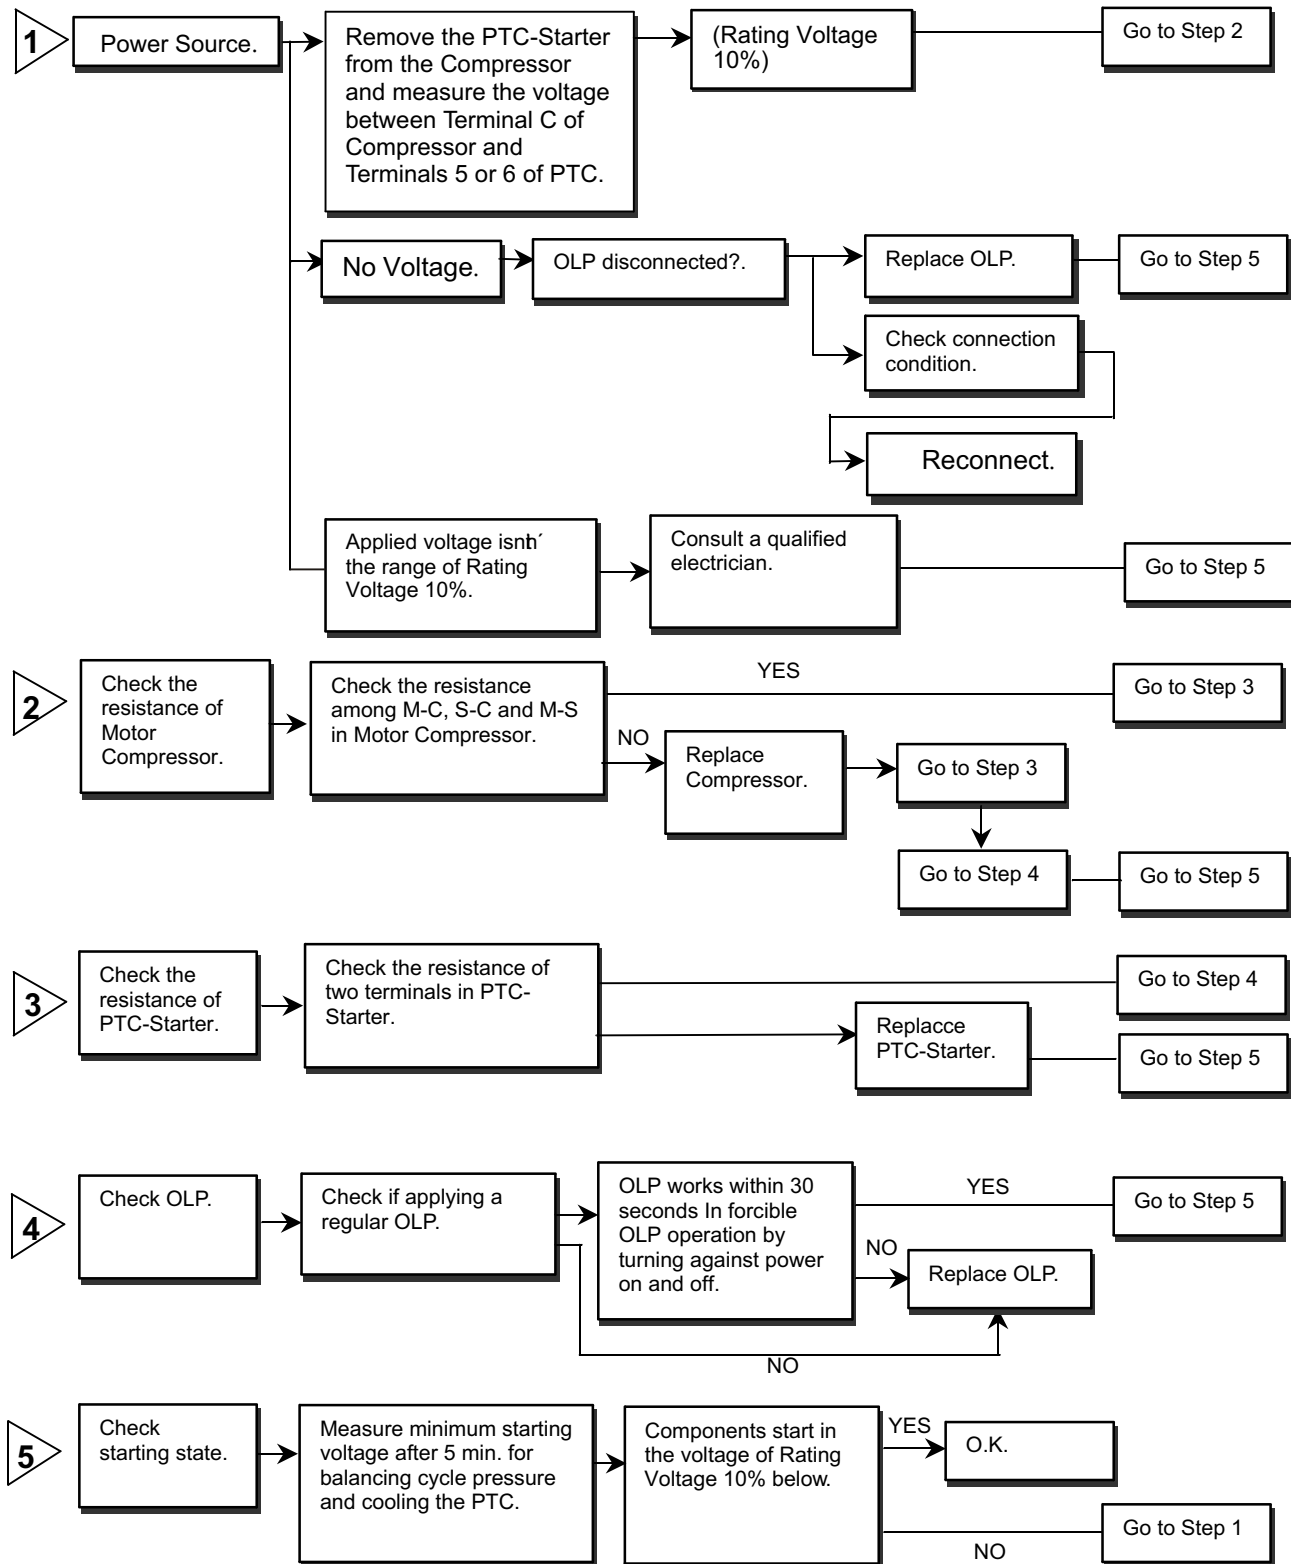 1
Power Source.
Remove the PTC-Starter
from the Compressor
and measure the voltage
between Terminal C of
Compressor and
Terminals 5 or 6 of PTC.
(Rating Voltage
10%)
Go to Step 2
No Voltage.
OLP disconnected?.
Replace OLP.
Go to Step 5
Check connection
condition.
Reconnect.
Applied voltage isnh´
the range of Rating
Voltage 10%.
Consult a qualified
electrician.
Go to Step 5
2
Check the
resistance of
Motor
Compressor.
Check the resistance
among M-C, S-C and M-S
in Motor Compressor.
YES
Go to Step 3
NO
Replace
Compressor.
Go to Step 3
Go to Step 4
Go to Step 5
3
Check the
resistance of
PTC-Starter.
Check the resistance of
two terminals in PTC-
Starter.
Go to Step 4
Replacce
PTC-Starter.
Go to Step 5
4
Check OLP.
Check if applying a
regular OLP.
OLP works within 30
seconds In forcible
OLP operation by
turning against power
on and off.
YES
Go to Step 5
NO
Replace OLP.
NO
5
Check
starting state.
Measure minimum starting
voltage after 5 min. for
balancing cycle pressure
and cooling the PTC.
Components start in
the voltage of Rating
Voltage 10% below.
YES
O.K.
NO
Go to Step 1